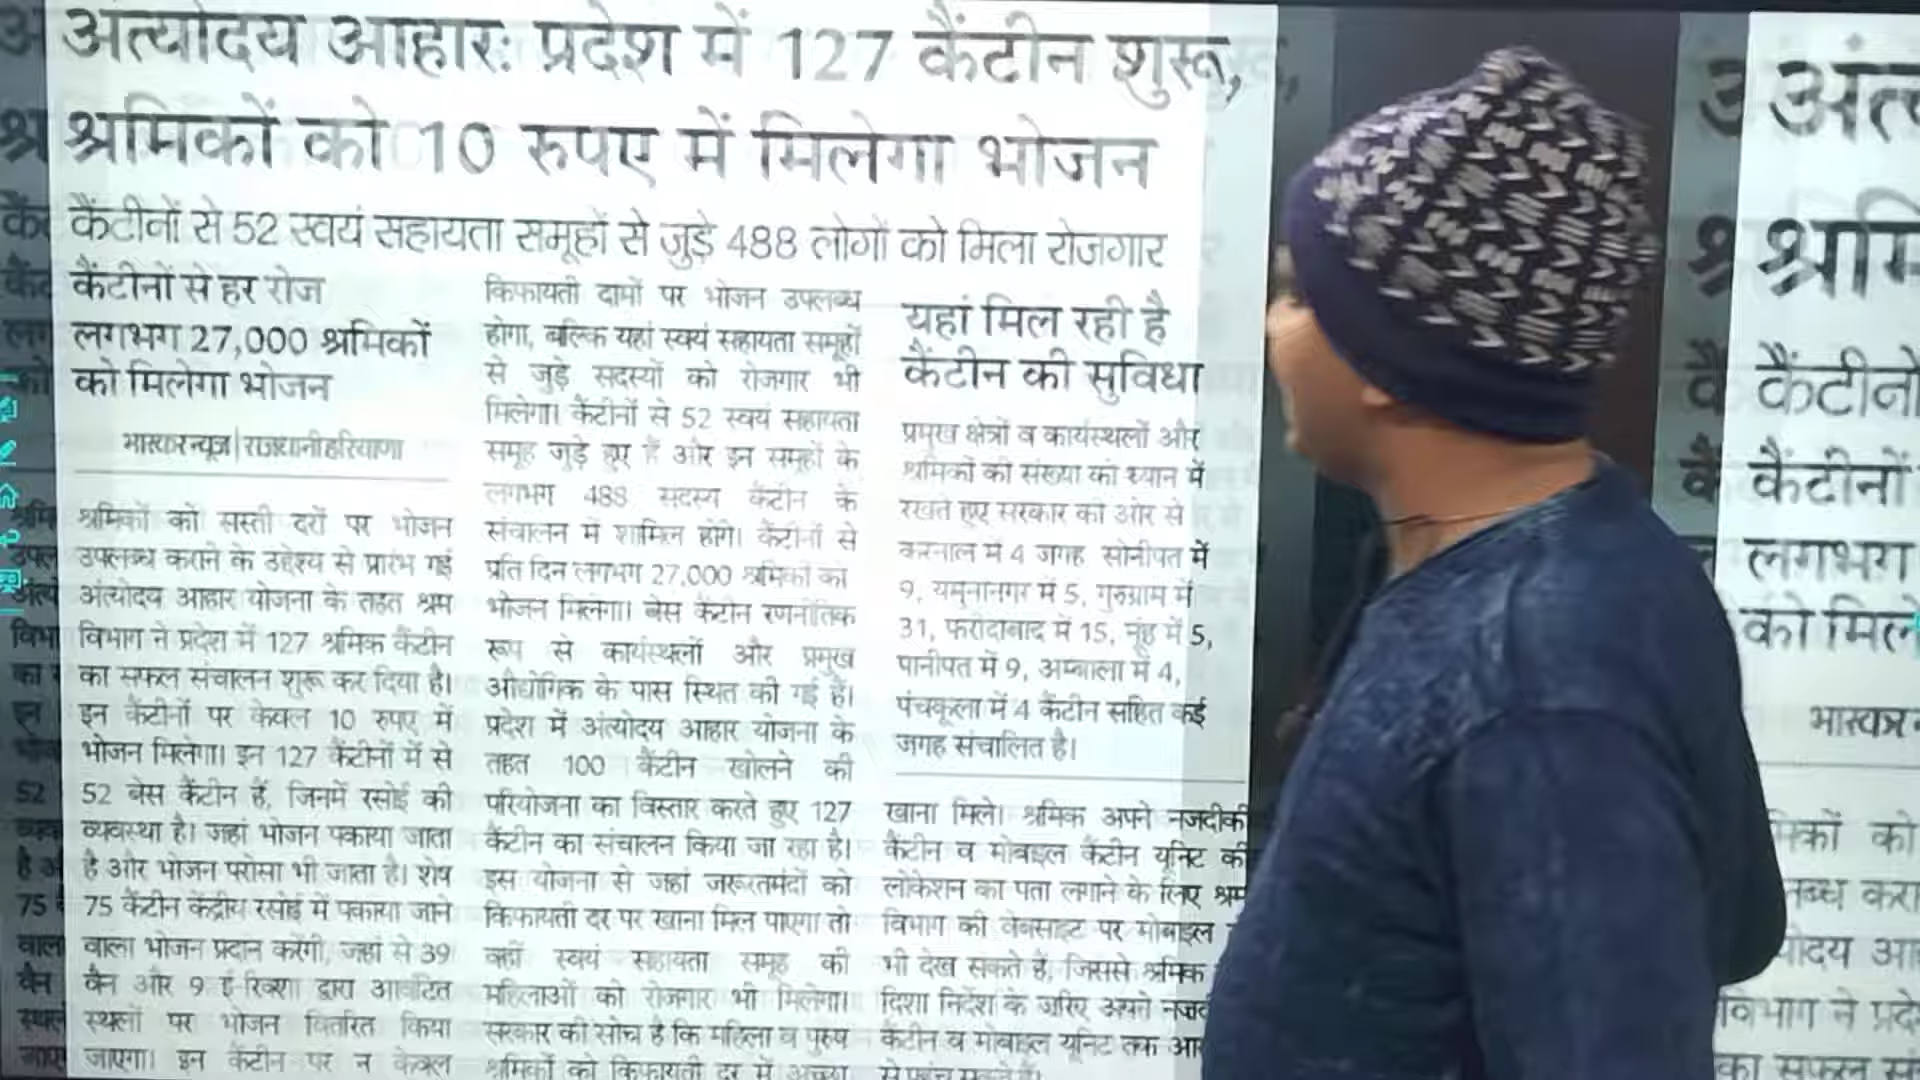 अत्योदय आहारः प्रदेश में 127 कैंटीन शुरू,
श्रमिकों को 10 रुपए में मिलेगा भोजन
कैंटीनों से 52 स्वयं सहायता समूहों से जुड़े 488 लोगों को मिला रोजगार
कैंटीनों से हर रोज
लगभग 27,000 श्रमिकों
को मिलेगा भोजन
भास्कर न्यूज | राजधानी हरियाणा
श्रमिकों को सस्ती दरों पर भोजन
उपलब्ध कराने के उद्देश्य से प्रारंभ गई
अंत्योदय आहार योजना के तहत श्रम
विभाग ने प्रदेश में 127 श्रमिक कैंटीन
का सफल संचालन शुरू कर दिया है।
इन कैंटीनों पर केवल 10 रुपए में
भोजन मिलेगा। इन 127 कैंटीनों में से
52 बेस कैंटीन हैं, जिनमें रसोई की
व्यवस्था है। जहां भोजन पकाया जाता
है और भोजन परोसा भी जाता है। शेष
75 कैंटीन केंद्रीय रसोई में पकाया जाने
वाला भोजन प्रदान करेंगी, जहां से 39
वैन और 9 ई-रिक्शा द्वारा आवंटित
स्थलों पर भोजन वितरित किया
जाएगा। इन कैंटीन पर न केवल
किफायती दामों पर भोजन उपलब्ध
होगा, बल्कि यहां स्वयं सहायता समूहों
से जुड़े सदस्यों को रोजगार भी
मिलेगा। कैंटीनों से 52 स्वयं सहायता
समूह जुड़े हुए हैं और इन समूहों के
लगभग 488 सदस्य कैंटीन के
संचालन में शामिल होंगे। कैंटीनों से
प्रति दिन लगभग 27,000 श्रमिकों को
भोजन मिलेगा। बेस कैंटीन रणनीतिक
रूप से कार्यस्थलों और प्रमुख
औद्योगिक के पास स्थित की गई हैं।
प्रदेश में अंत्योदय आहार योजना के
तहत 100 कैंटीन खोलने की
परियोजना का विस्तार करते हुए 127
कैंटीन का संचालन किया जा रहा है।
इस योजना से जहां जरूरतमंदों को
किफायती दर पर खाना मिल पाएगा तो
वहीं स्वयं सहायता समूह की
महिलाओं को रोजगार भी मिलेगा।
सरकार की सोच है कि महिला व पुरुष
श्रमिकों को किफायती दर में अच्छा
यहां मिल रही है
कैंटीन की सुविधा
प्रमुख क्षेत्रों व कार्यस्थलों और
श्रमिकों की संख्या को ध्यान में
रखते हुए सरकार की ओर से
करनाल में 4 जगह सोनीपत में
9, यमुनानगर में 5, गुरुग्राम में
31, फरीदाबाद में 15, नूंह में 5,
पानीपत में 9, अम्बाला में 4,
पंचकूला में 4 कैंटीन सहित कई
जगह संचालित है।
खाना मिले। श्रमिक अपने नजदीकी
कैंटीन व मोबाइल कैंटीन यूनिट की
लोकेशन का पता लगाने के लिए श्रम
विभाग की वेबसाइट पर मोबाइल
भी देख सकते हैं, जिससे श्रमिक
दिशा निर्देश के जरिए अपने
कैंटीन व मोबाइल यूनिट तक